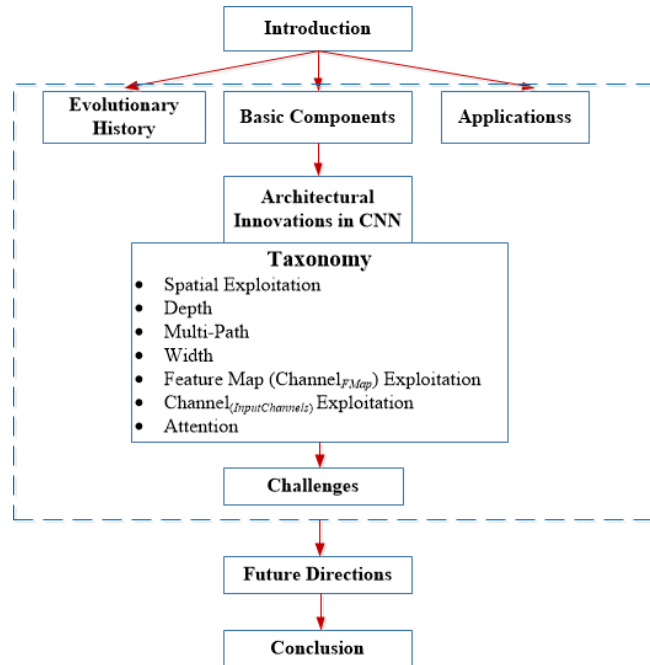 Introduction
Evolutionary
History
Basic Components
Applicationss
Architectural
Innovations in CNN
Taxonomy
• Spatial Exploitation
• Depth
• Multi-Path
• Width
• Feature Map (ChannelFMap) Exploitation
• Channel(InputChannels) Exploitation
• Attention
Challenges
Future Directions
Conclusion